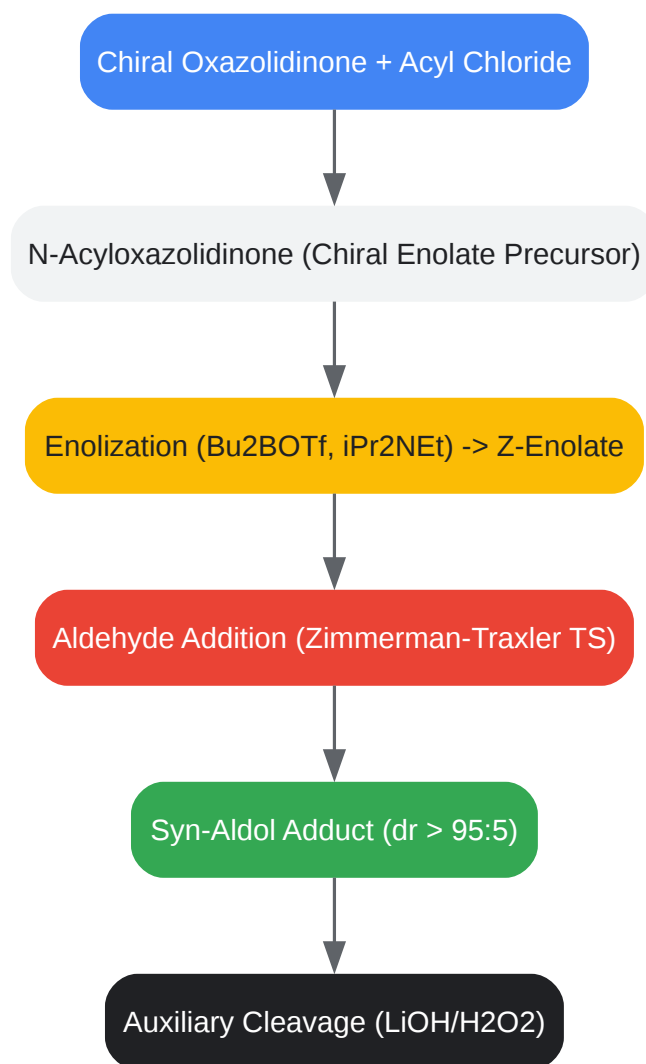 Chiral Oxazolidinone + Acyl Chloride
N-Acyloxazolidinone (Chiral Enolate Precursor)
Enolization (Bu2BOTf, iPr2NEt) -> Z-Enolate
Aldehyde Addition (Zimmerman-Traxler TS)
Syn-Aldol Adduct (dr > 95:5)
Auxiliary Cleavage (LiOH/H2O2)